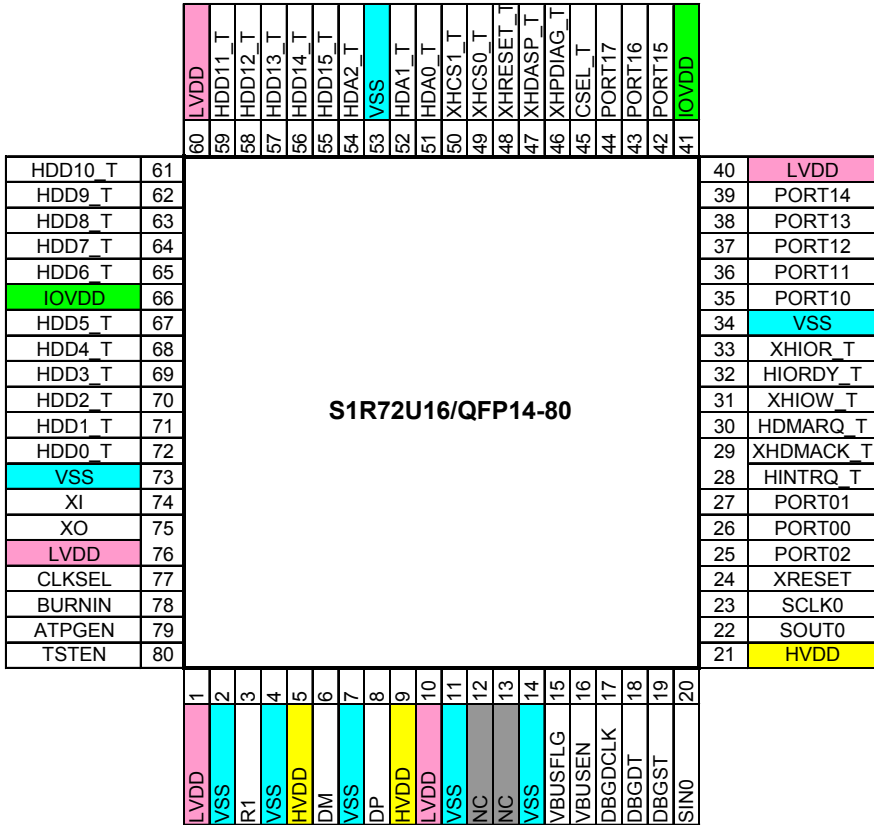 LVDD
HDD11_T
HDD12_T
HDD13_T
HDD14_T
HDD15_T
HDA2_T
VSS
HDA1_T
HDA0_T
XHCS1_T
XHCS0_T
XHRESET_T
XHDASP_T
XHPDIAG_T
CSEL_T
PORT17
PORT16
PORT15
IOVDD
60 59 58 57 56 55 54 53 52 51 50 49 48 47 46 45 44 43 42 41
HDD10_T 61
HDD9_T 62
HDD8_T 63
HDD7_T 64
HDD6_T 65
IOVDD 66
HDD5_T 67
HDD4_T 68
HDD3_T 69
HDD2_T 70
HDD1_T 71
HDD0_T 72
VSS 73
XI 74
XO 75
LVDD 76
CLKSEL 77
BURNIN 78
ATPGEN 79
TSTEN 80
S1R72U16/QFP14-80
40 LVDD
39 PORT14
38 PORT13
37 PORT12
36 PORT11
35 PORT10
34 VSS
33 XHIOR_T
32 HIORDY_T
31 XHIOW_T
30 HDMARQ_T
29 XHDMACK_T
28 HINTRQ_T
27 PORT01
26 PORT00
25 PORT02
24 XRESET
23 SCLK0
22 SOUT0
21 HVDD
1 2 3 4 5 6 7 8 9 10 11 12 13 14 15 16 17 18 19 20
LVDD
VSS
R1
VSS
HVDD
DM
VSS
DP
HVDD
LVDD
VSS
NC
NC
VSS
VBUSFLG
VBUSEN
DBGDCLK
DBGDT
DBGST
SIN0